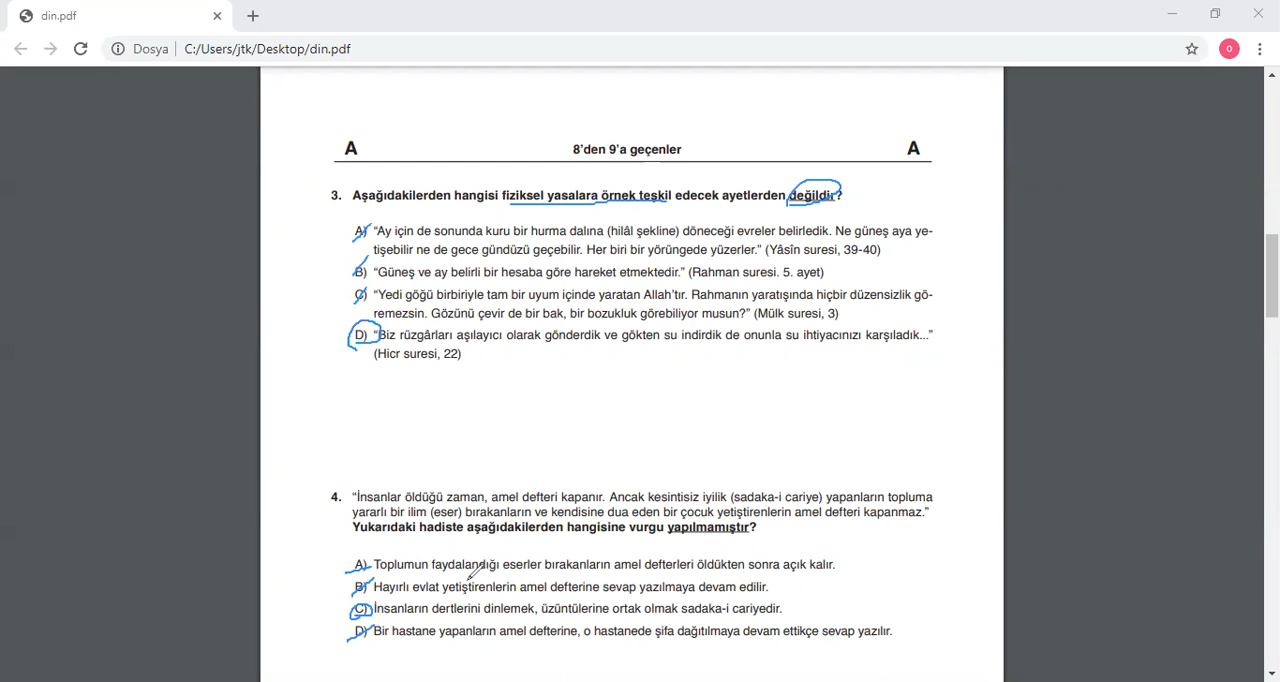 din.pdf
Dosya
C:/Users/jtk/Desktop/din.pdf
O
A
8’den 9’a geçenler
A
3. Aşağıdakilerden hangisi fiziksel yasalara örnek teşkil edecek ayetlerden değildir?
A) “Ay için de sonunda kuru bir hurma dalına (hilâl şekline) döneceği evreler belirledik. Ne güneş aya ye-
tişebilir ne de gece gündüzü geçebilir. Her biri bir yörüngede yüzerler.” (Yâsîn suresi, 39-40)
B) “Güneş ve ay belirli bir hesaba göre hareket etmektedir.” (Rahman suresi. 5. ayet)
C) “Yedi göğü birbiriyle tam bir uyum içinde yaratan Allah’tır. Rahmanın yaratışında hiçbir düzensizlik gö-
remezsin. Gözünü çevir de bir bak, bir bozukluk görebiliyor musun?” (Mülk suresi, 3)
D) “Biz rüzgârları aşılayıcı olarak gönderdik ve gökten su indirdik de onunla su ihtiyacınızı karşıladık...”
(Hicr suresi, 22)
4. “İnsanlar öldüğü zaman, amel defteri kapanır. Ancak kesintisiz iyilik (sadaka-i cariye) yapanların topluma
yararlı bir ilim (eser) bırakanların ve kendisine dua eden bir çocuk yetiştirenlerin amel defteri kapanmaz.”
Yukarıdaki hadiste aşağıdakilerden hangisine vurgu yapılmamıştır?
A) Toplumun faydalandığı eserler bırakanların amel defterleri öldükten sonra açık kalır.
B) Hayırlı evlat yetiştirenlerin amel defterine sevap yazılmaya devam edilir.
C) İnsanların dertlerini dinlemek, üzüntülerine ortak olmak sadaka-i cariyedir.
D) Bir hastane yapanların amel defterine, o hastanede şifa dağıtılmaya devam ettikçe sevap yazılır.